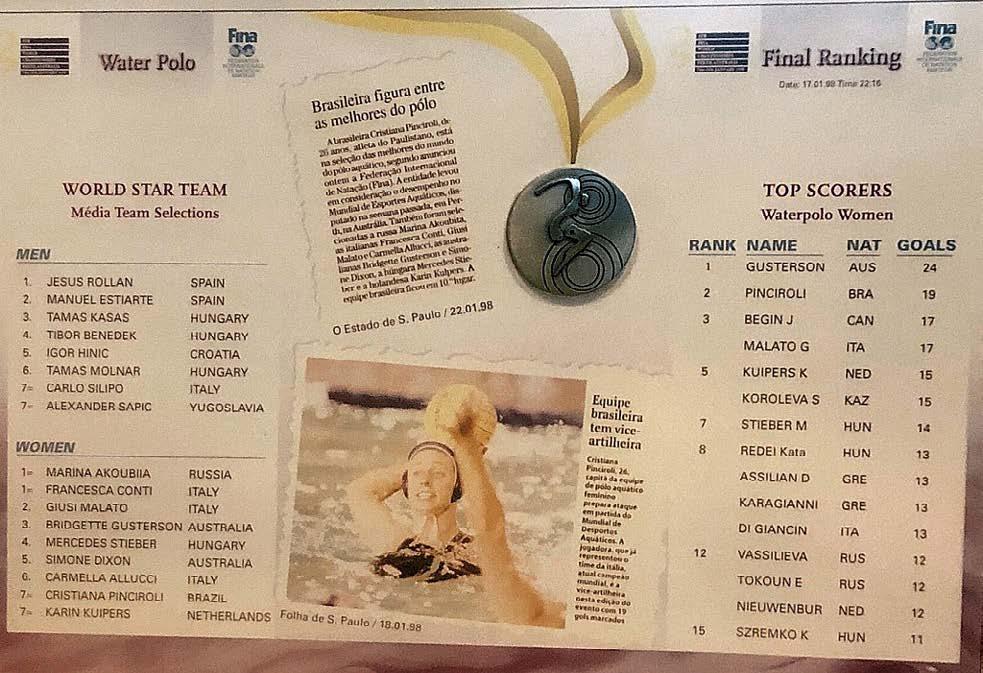 Fina
Water Polo
WORLD STAR TEAM
Média Team Selections
MEN
1. JESUS ROLLAN SPAIN
2. MANUEL ESTIARTE SPAIN
3. TAMAS KASAS HUNGARY
4. TIBOR BENEDEK HUNGARY
5. IGOR HINIC CROATIA
6. TAMAS MOLNAR HUNGARY
7= CARLO SILIPO ITALY
7= ALEXANDER SAPIC YUGOSLAVIA
WOMEN
1= MARINA AKOUBIIA RUSSIA
1= FRANCESCA CONTI ITALY
2. GIUSI MALATO ITALY
3. BRIDGETTE GUSTERSON AUSTRALIA
4. MERCEDES STIEBER HUNGARY
5. SIMONE DIXON AUSTRALIA
6. CARMELLA ALLUCCI ITALY
7= CRISTIANA PINCIROLI BRAZIL
7= KARIN KUIPERS NETHERLANDS
Brasileira figura entre
as melhores do pólo
A brasileira Cristiana Pinciroli, de
26 anos, atleta do Paulistano, está
na seleção das melhores do mundo
do pólo aquático, segundo anunciou
ontem a Federação Internacional
de Natação (Fina). A entidade levou
em consideração o desempenho no
Mundial de Esportes Aquáticos, dis-
putado na semana passada, em Per-
th, na Austrália. Também foram sele-
cionadas a russa Marina Akoubita,
as italianas Francesca Conti, Giusi
Malato e Carmella Allucci, as austra-
lianas Bridgette Gusterson e Simo-
ne Dixon, a húngara Mercedes Stie-
ber e a holandesa Karin Kulpers. A
equipe brasileira ficou em 10.º lugar.
O Estado de S. Paulo / 22.01.98
Equipe
brasileira
tem vice-
artilheira
Cristiana
Pinciroli, 26,
capitã da equipe
de pólo aquático
feminino
prepara ataque
em partida do
Mundial de
Desportos
Aquáticos. A
jogadora, que já
representou o
time da Itália,
atual campeão
mundial, é a
vice-artilheira
nesta edição do
evento com 19
gols marcados
Folha de S. Paulo / 18.01.98
Fina
Final Ranking
Date: 17.01.98 Time 22:16
TOP SCORERS
Waterpolo Women
RANK NAME NAT GOALS
1 GUSTERSON AUS 24
2 PINCIROLI BRA 19
3 BEGIN J CAN 17
MALATO G ITA 17
5 KUIPERS K NED 15
KOROLEVA S KAZ 15
7 STIEBER M HUN 14
8 REDEI Kata HUN 13
ASSILIAN D GRE 13
KARAGIANNI GRE 13
DI GIANCIN ITA 13
12 VASSILIEVA RUS 12
TOKOUN E RUS 12
NIEUWENBUR NED 12
15 SZREMKO K HUN 11